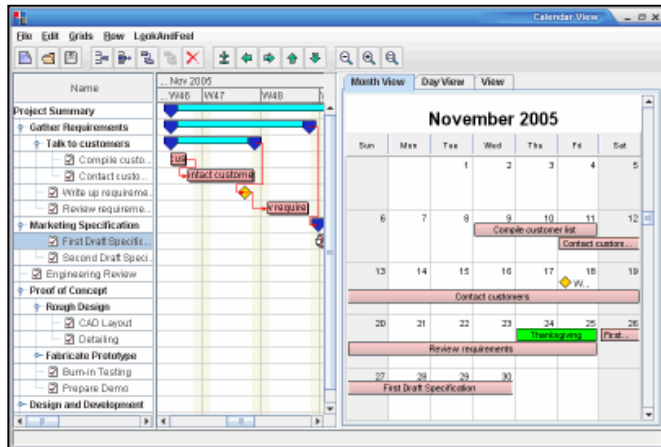 Calendar View
File Edit Grids Row LookAndFeel
Name
... Nov 2005
W46 W47 W48
Project Summary
Gather Requirements
Talk to customers
Compile custo...
Contact custo...
Write up requireme...
Review requireme...
Marketing Specification
First Draft Specific...
Second Draft Speci...
Engineering Review
Proof of Concept
Rough Design
CAD Layout
Detailing
Fabricate Prototype
Burn-in Testing
Prepare Demo
Design and Development
ntact custome
v require
Month View Day View View
November 2005
Sun Mon Tue Wed Thu Fri Sat
1 2 3 4 5
6 7 8 9 10 11 12
Compile customer list
Contact custom...
13 14 15 16 17 18 19
W...
Contact customers
20 21 22 23 24 25 26
Thanksgiving First...
Review requirements
27 28 29 30
First Draft Specification